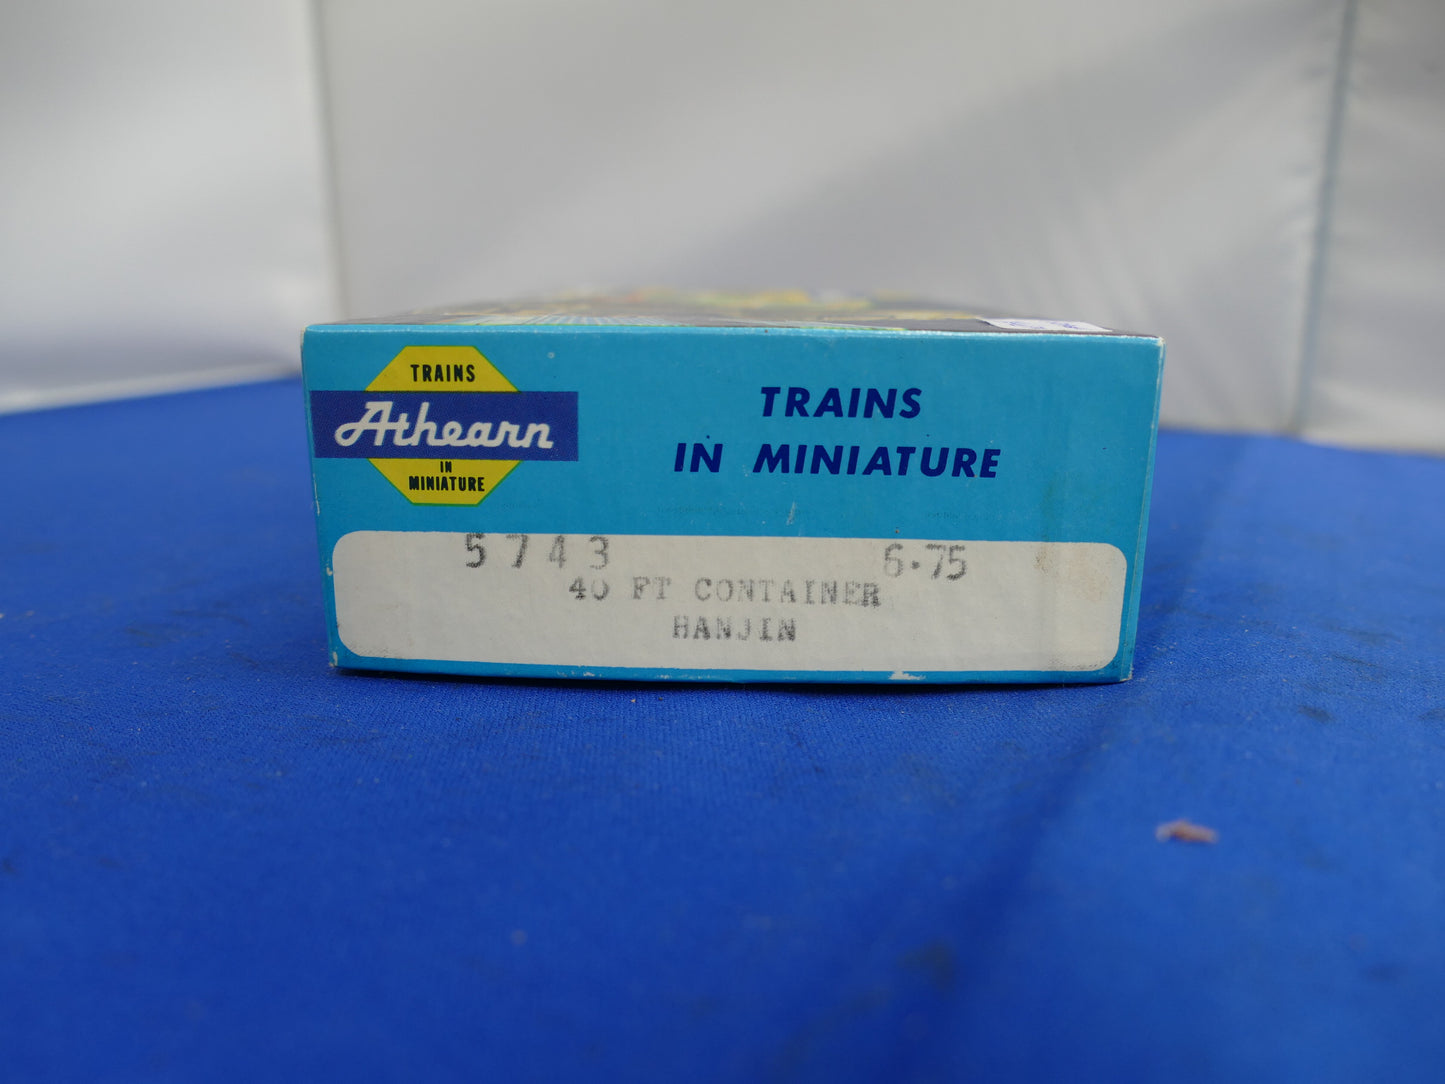 TRAINS
Athearn
IN
MINIATURE
TRAINS
IN MINIATURE
5743 6.75
40 FT CONTAINER
HANJIN